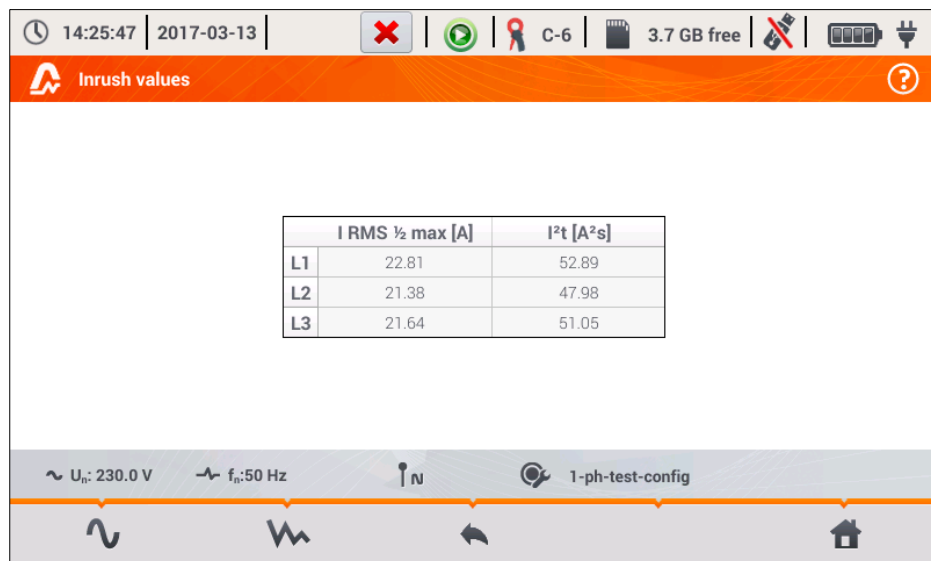 14:25:47 2017-03-13 C-6 3.7 GB free
Inrush values ?
I RMS ½ max [A] I²t [A²s]
L1 22.81 52.89
L2 21.38 47.98
L3 21.64 51.05
Uₙ: 230.0 V fₙ:50 Hz N 1-ph-test-config